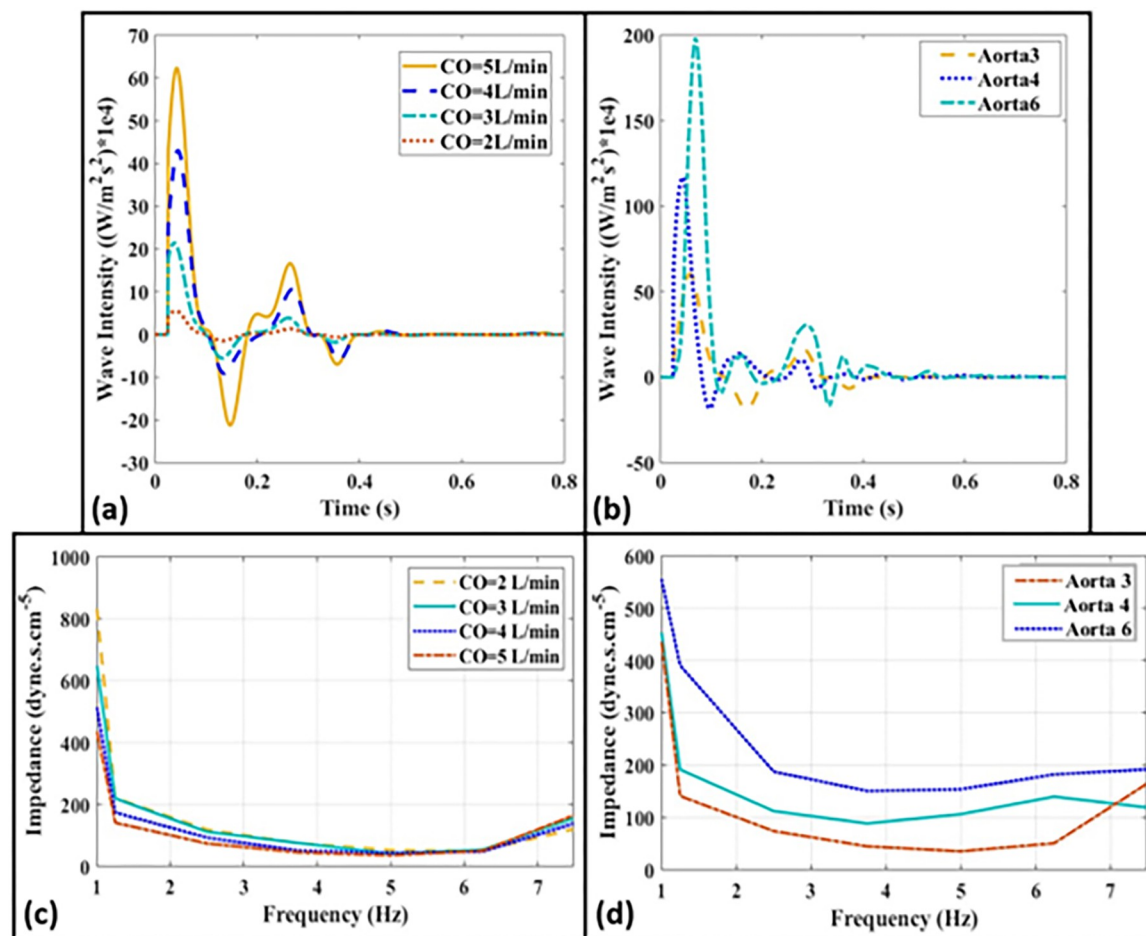 70
60
50
40
30
20
10
0
-10
-20
-30
Wave Intensity ((W/m²s²)*1e4)
CO=5L/min
CO=4L/min
CO=3L/min
CO=2L/min
0 0.2 0.4 0.6 0.8
Time (s)
(a)
200
150
100
50
0
-50
Wave Intensity ((W/m²s²)*1e4)
Aorta3
Aorta4
Aorta6
0 0.2 0.4 0.6 0.8
Time (s)
(b)
1000
800
600
400
200
0
Impedance (dyne.s.cm⁻⁵)
CO=2 L/min
CO=3 L/min
CO=4 L/min
CO=5 L/min
1 2 3 4 5 6 7
Frequency (Hz)
(c)
600
500
400
300
200
100
0
Impedance (dyne.s.cm⁻⁵)
Aorta 3
Aorta 4
Aorta 6
1 2 3 4 5 6 7
Frequency (Hz)
(d)